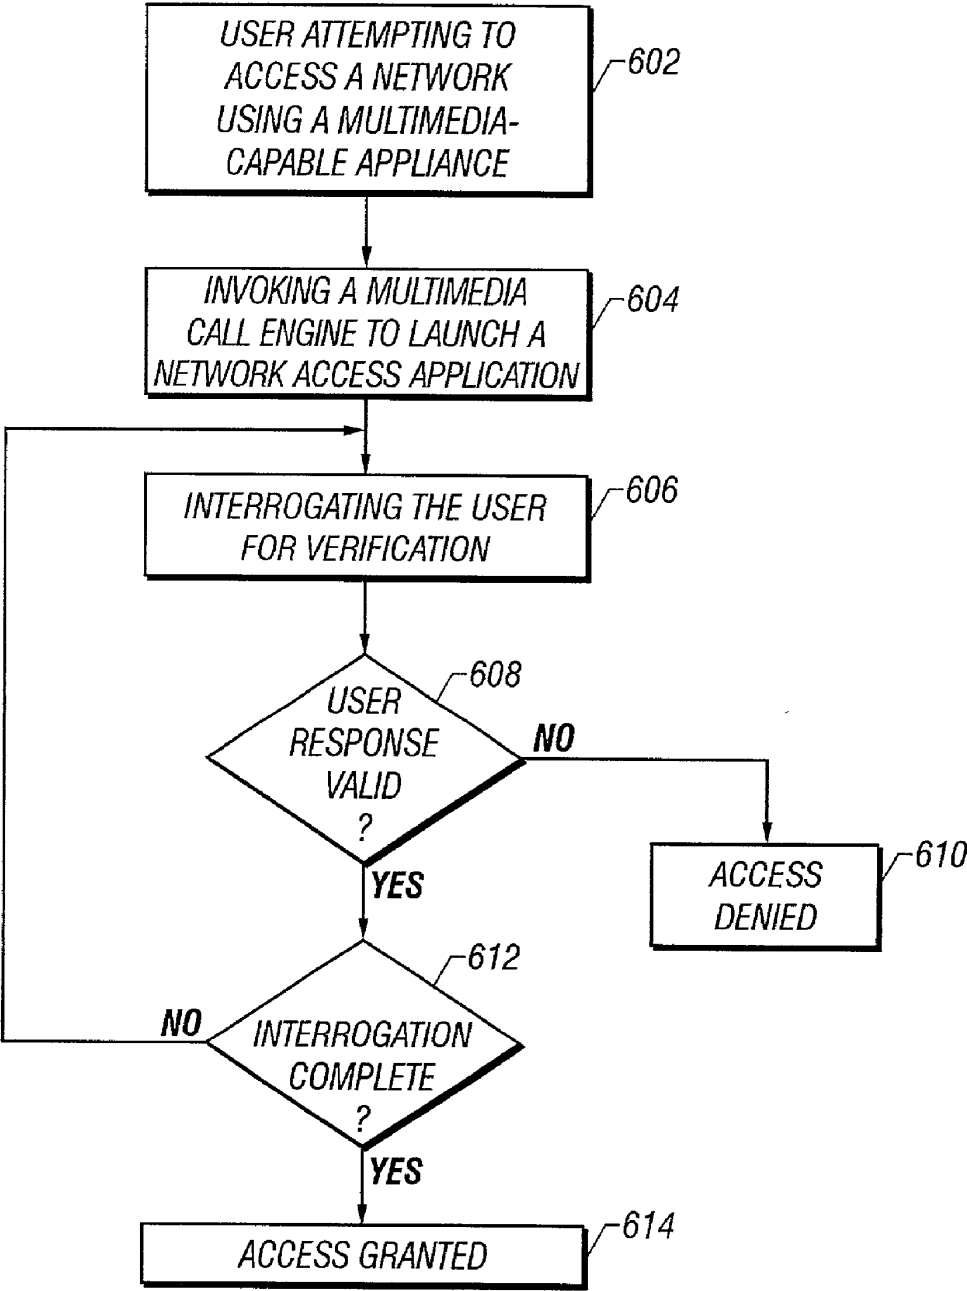 USER ATTEMPTING TO
ACCESS A NETWORK
USING A MULTIMEDIA-
CAPABLE APPLIANCE
602
INVOKING A MULTIMEDIA
CALL ENGINE TO LAUNCH A
NETWORK ACCESS APPLICATION
604
INTERROGATING THE USER
FOR VERIFICATION
606
USER
RESPONSE
VALID
?
608
NO
YES
ACCESS
DENIED
610
INTERROGATION
COMPLETE
?
612
NO
YES
ACCESS GRANTED
614